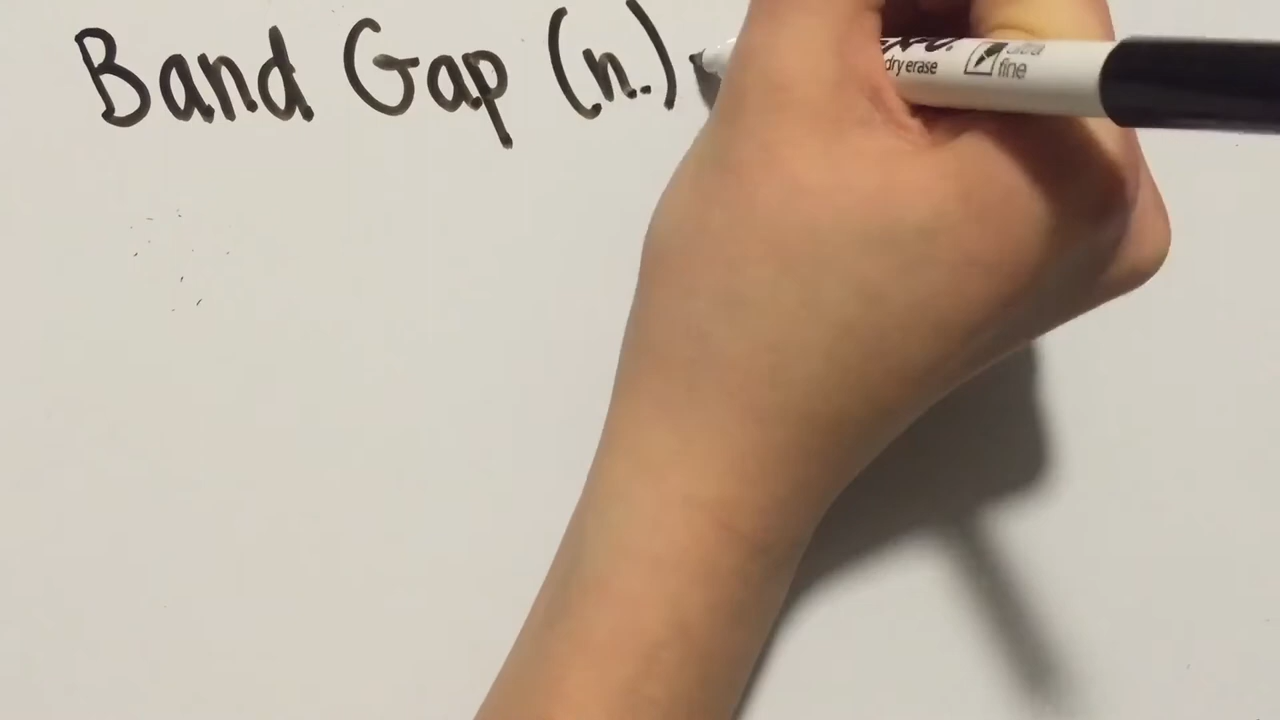 Band Gap (n.)
dry erase
fine